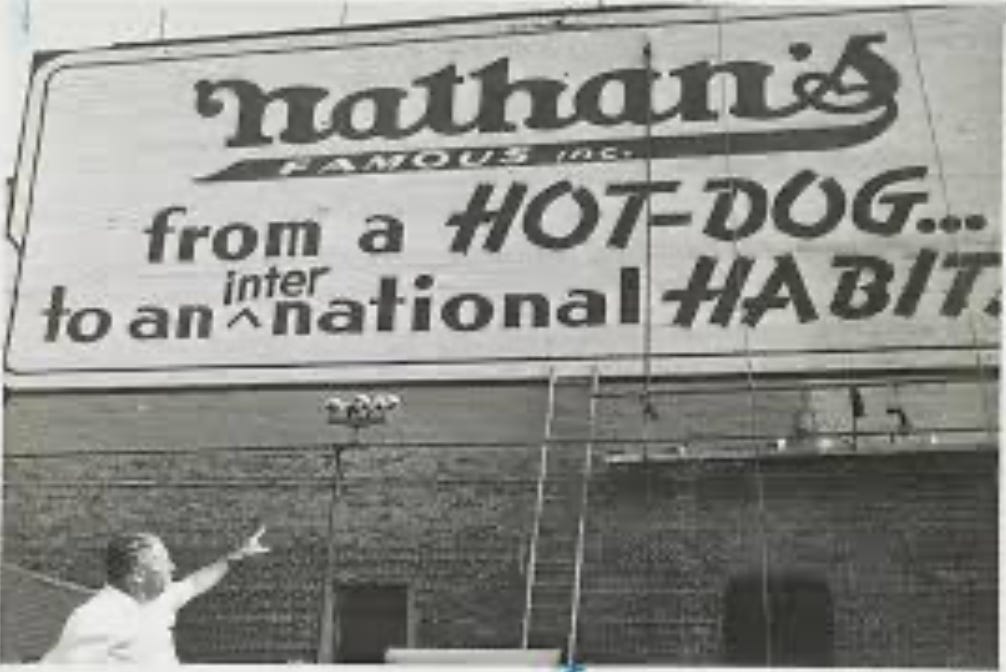 nathan's
FAMOUS inc.
from a HOT-DOG...
inter
to an ^national HABIT